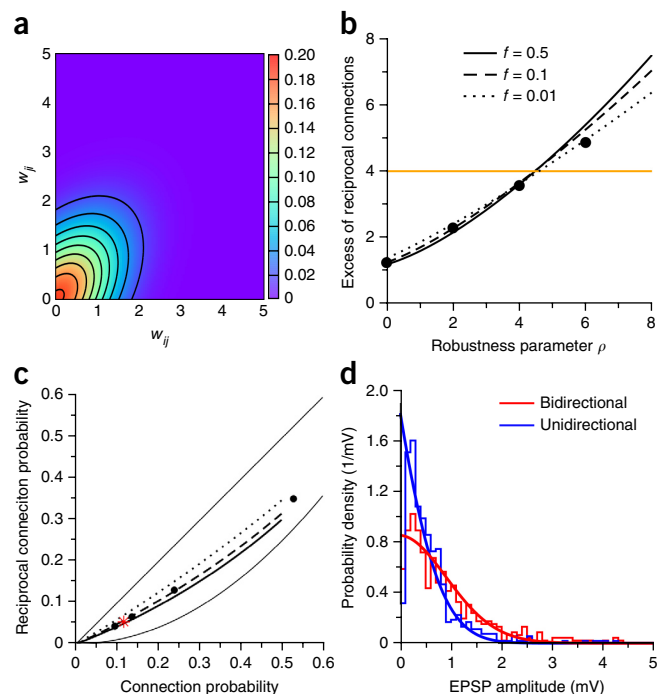 a
5
4
3
2
1
0
w_ji
0 1 2 3 4 5
w_ij
0.20
0.18
0.16
0.14
0.12
0.10
0.08
0.06
0.04
0.02
0
b
8
6
4
2
0
Excess of reciprocal connections
f = 0.5
f = 0.1
f = 0.01
0 2 4 6 8
Robustness parameter ρ
c
0.6
0.5
0.4
0.3
0.2
0.1
0
Reciprocal conneciton probability
0 0.1 0.2 0.3 0.4 0.5 0.6
Connection probability
d
2.0
1.6
1.2
0.8
0.4
0
Probability density (1/mV)
Bidirectional
Unidirectional
0 1 2 3 4 5
EPSP amplitude (mV)